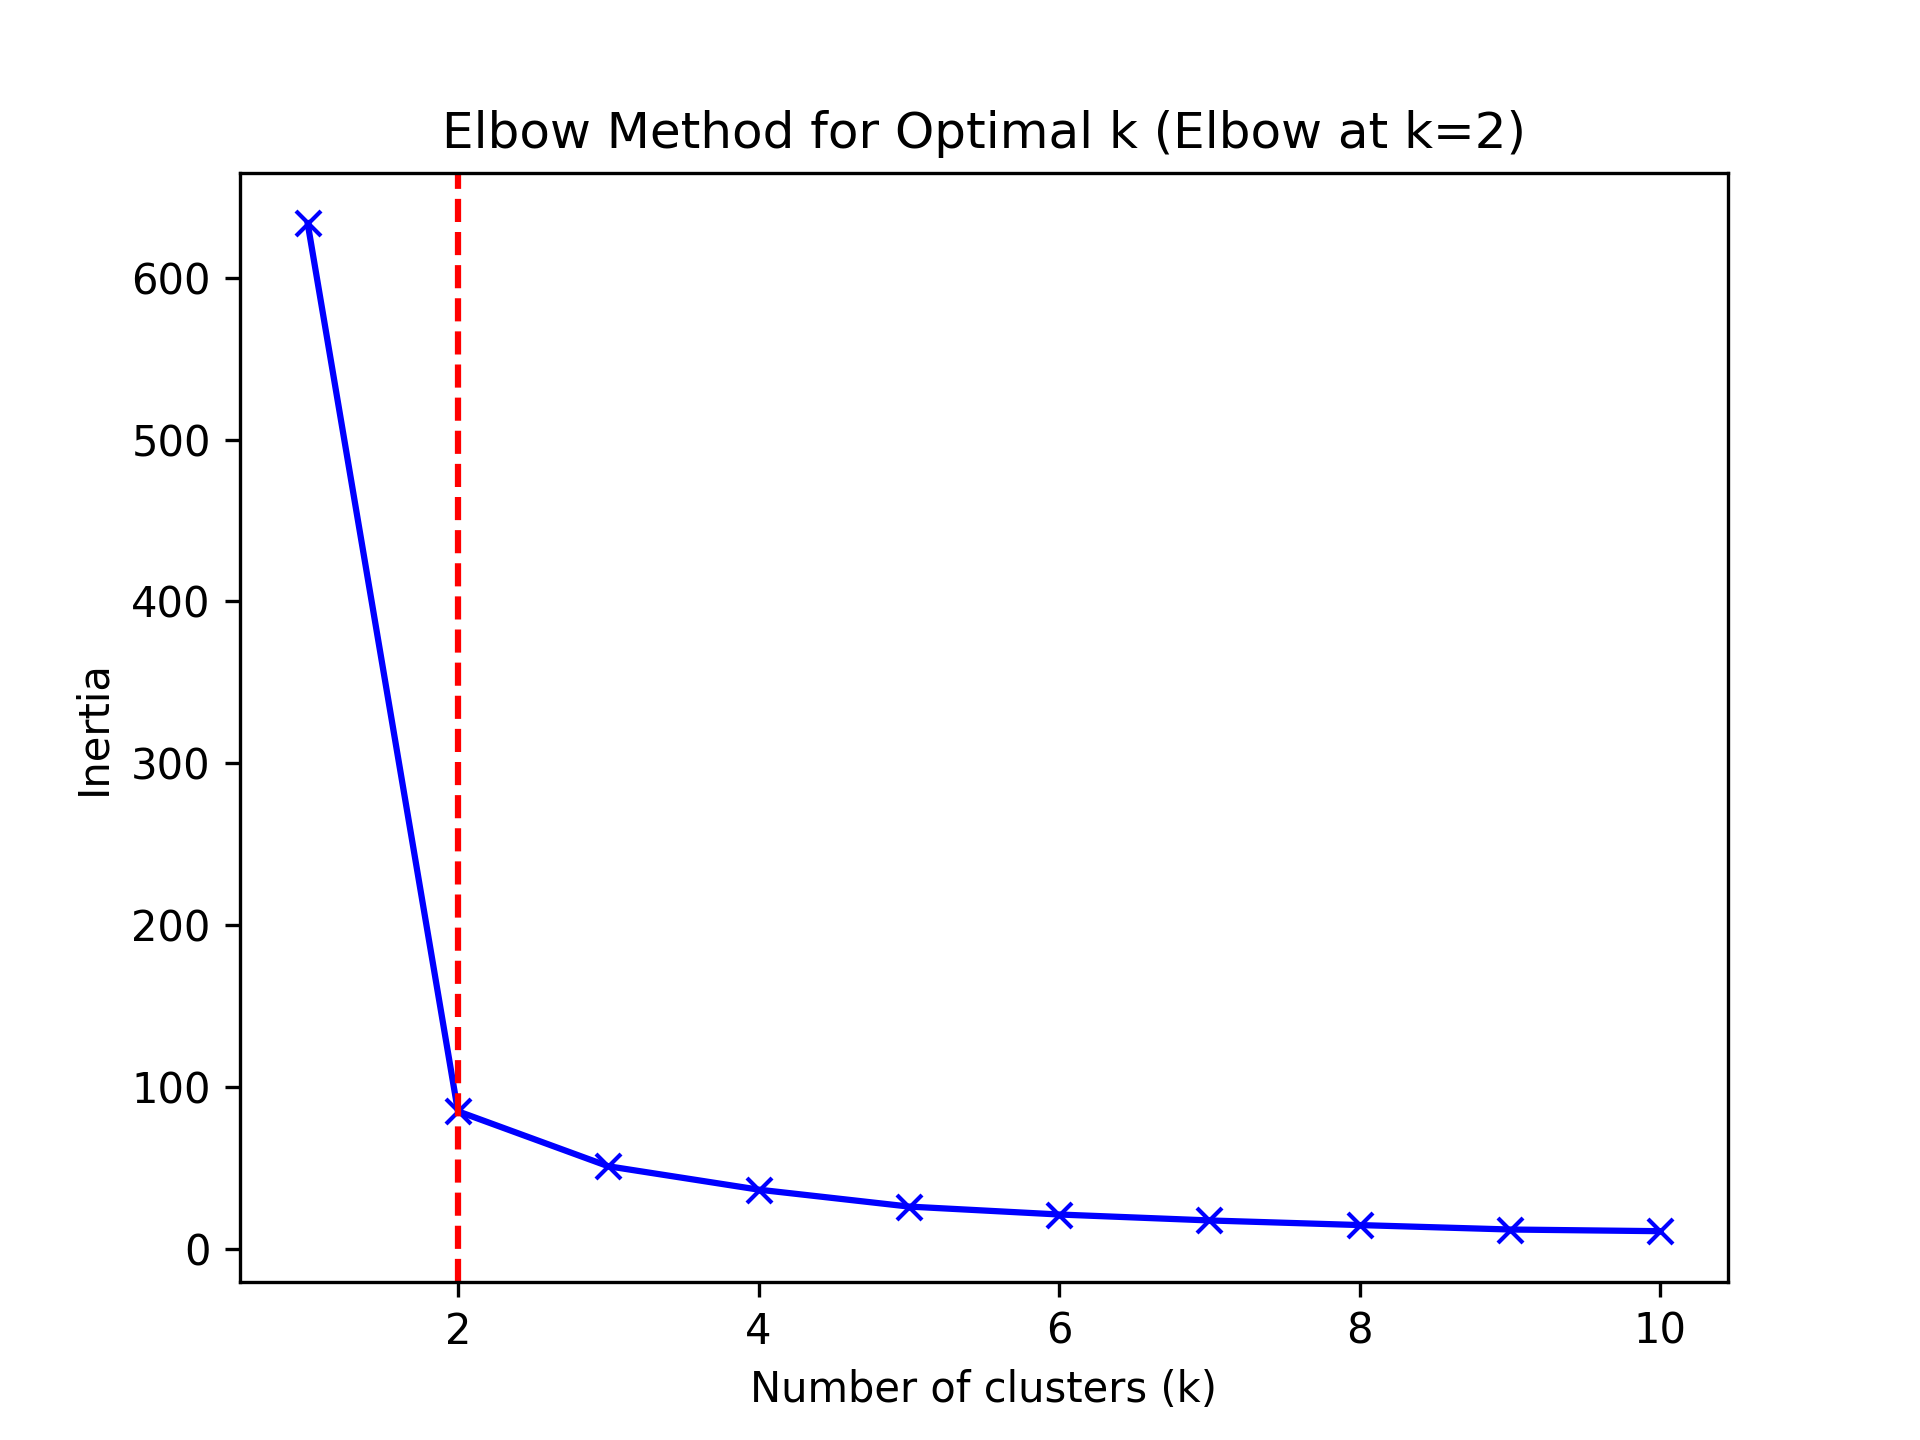 Elbow Method for Optimal k (Elbow at k=2)
600
500
400
300
200
100
0
Inertia
2 4 6 8 10
Number of clusters (k)